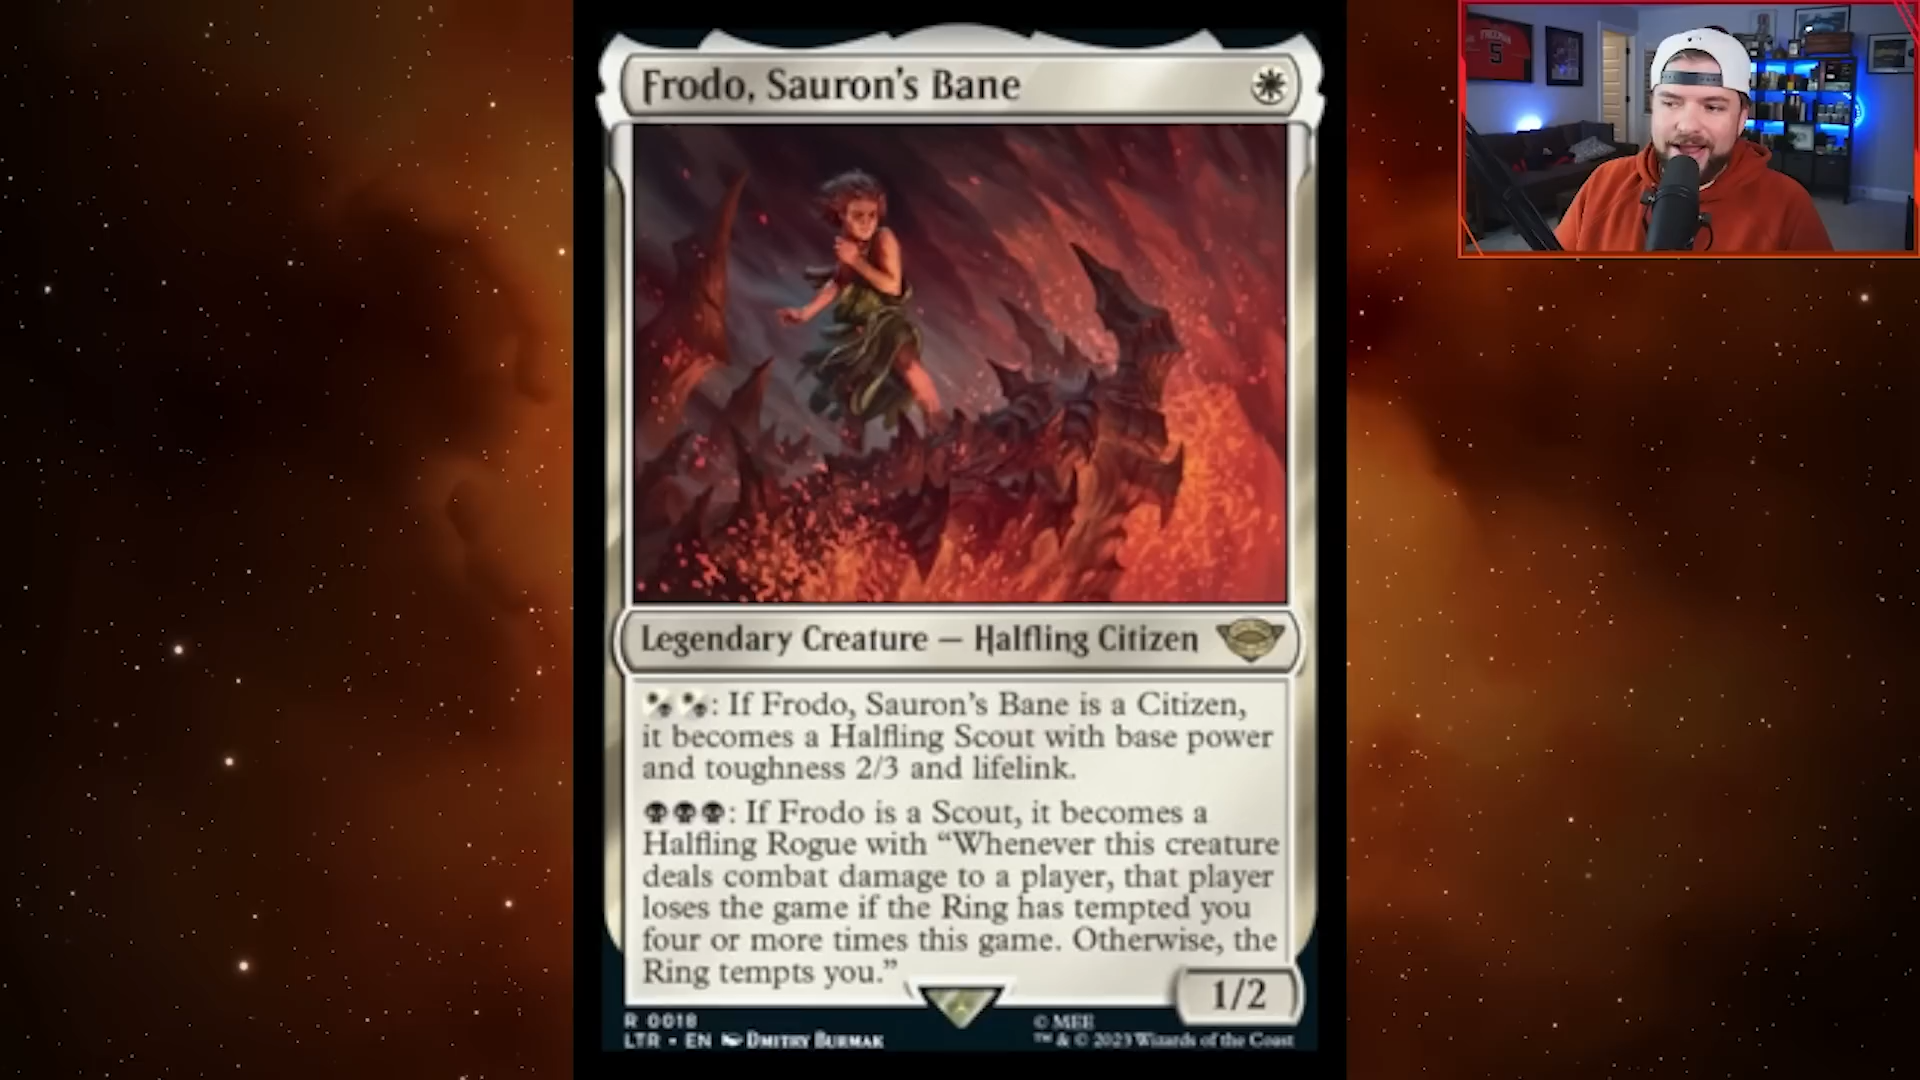 Frodo, Sauron's Bane
Legendary Creature — Halfling Citizen
: If Frodo, Sauron's Bane is a Citizen,
it becomes a Halfling Scout with base power
and toughness 2/3 and lifelink.
: If Frodo is a Scout, it becomes a
Halfling Rogue with “Whenever this creature
deals combat damage to a player, that player
loses the game if the Ring has tempted you
four or more times this game. Otherwise, the
Ring tempts you.”
1/2
R 0018
LTR • EN Dmitry Burmak
© MEE
™ & © 2023 Wizards of the Coast
FREEMAN
5